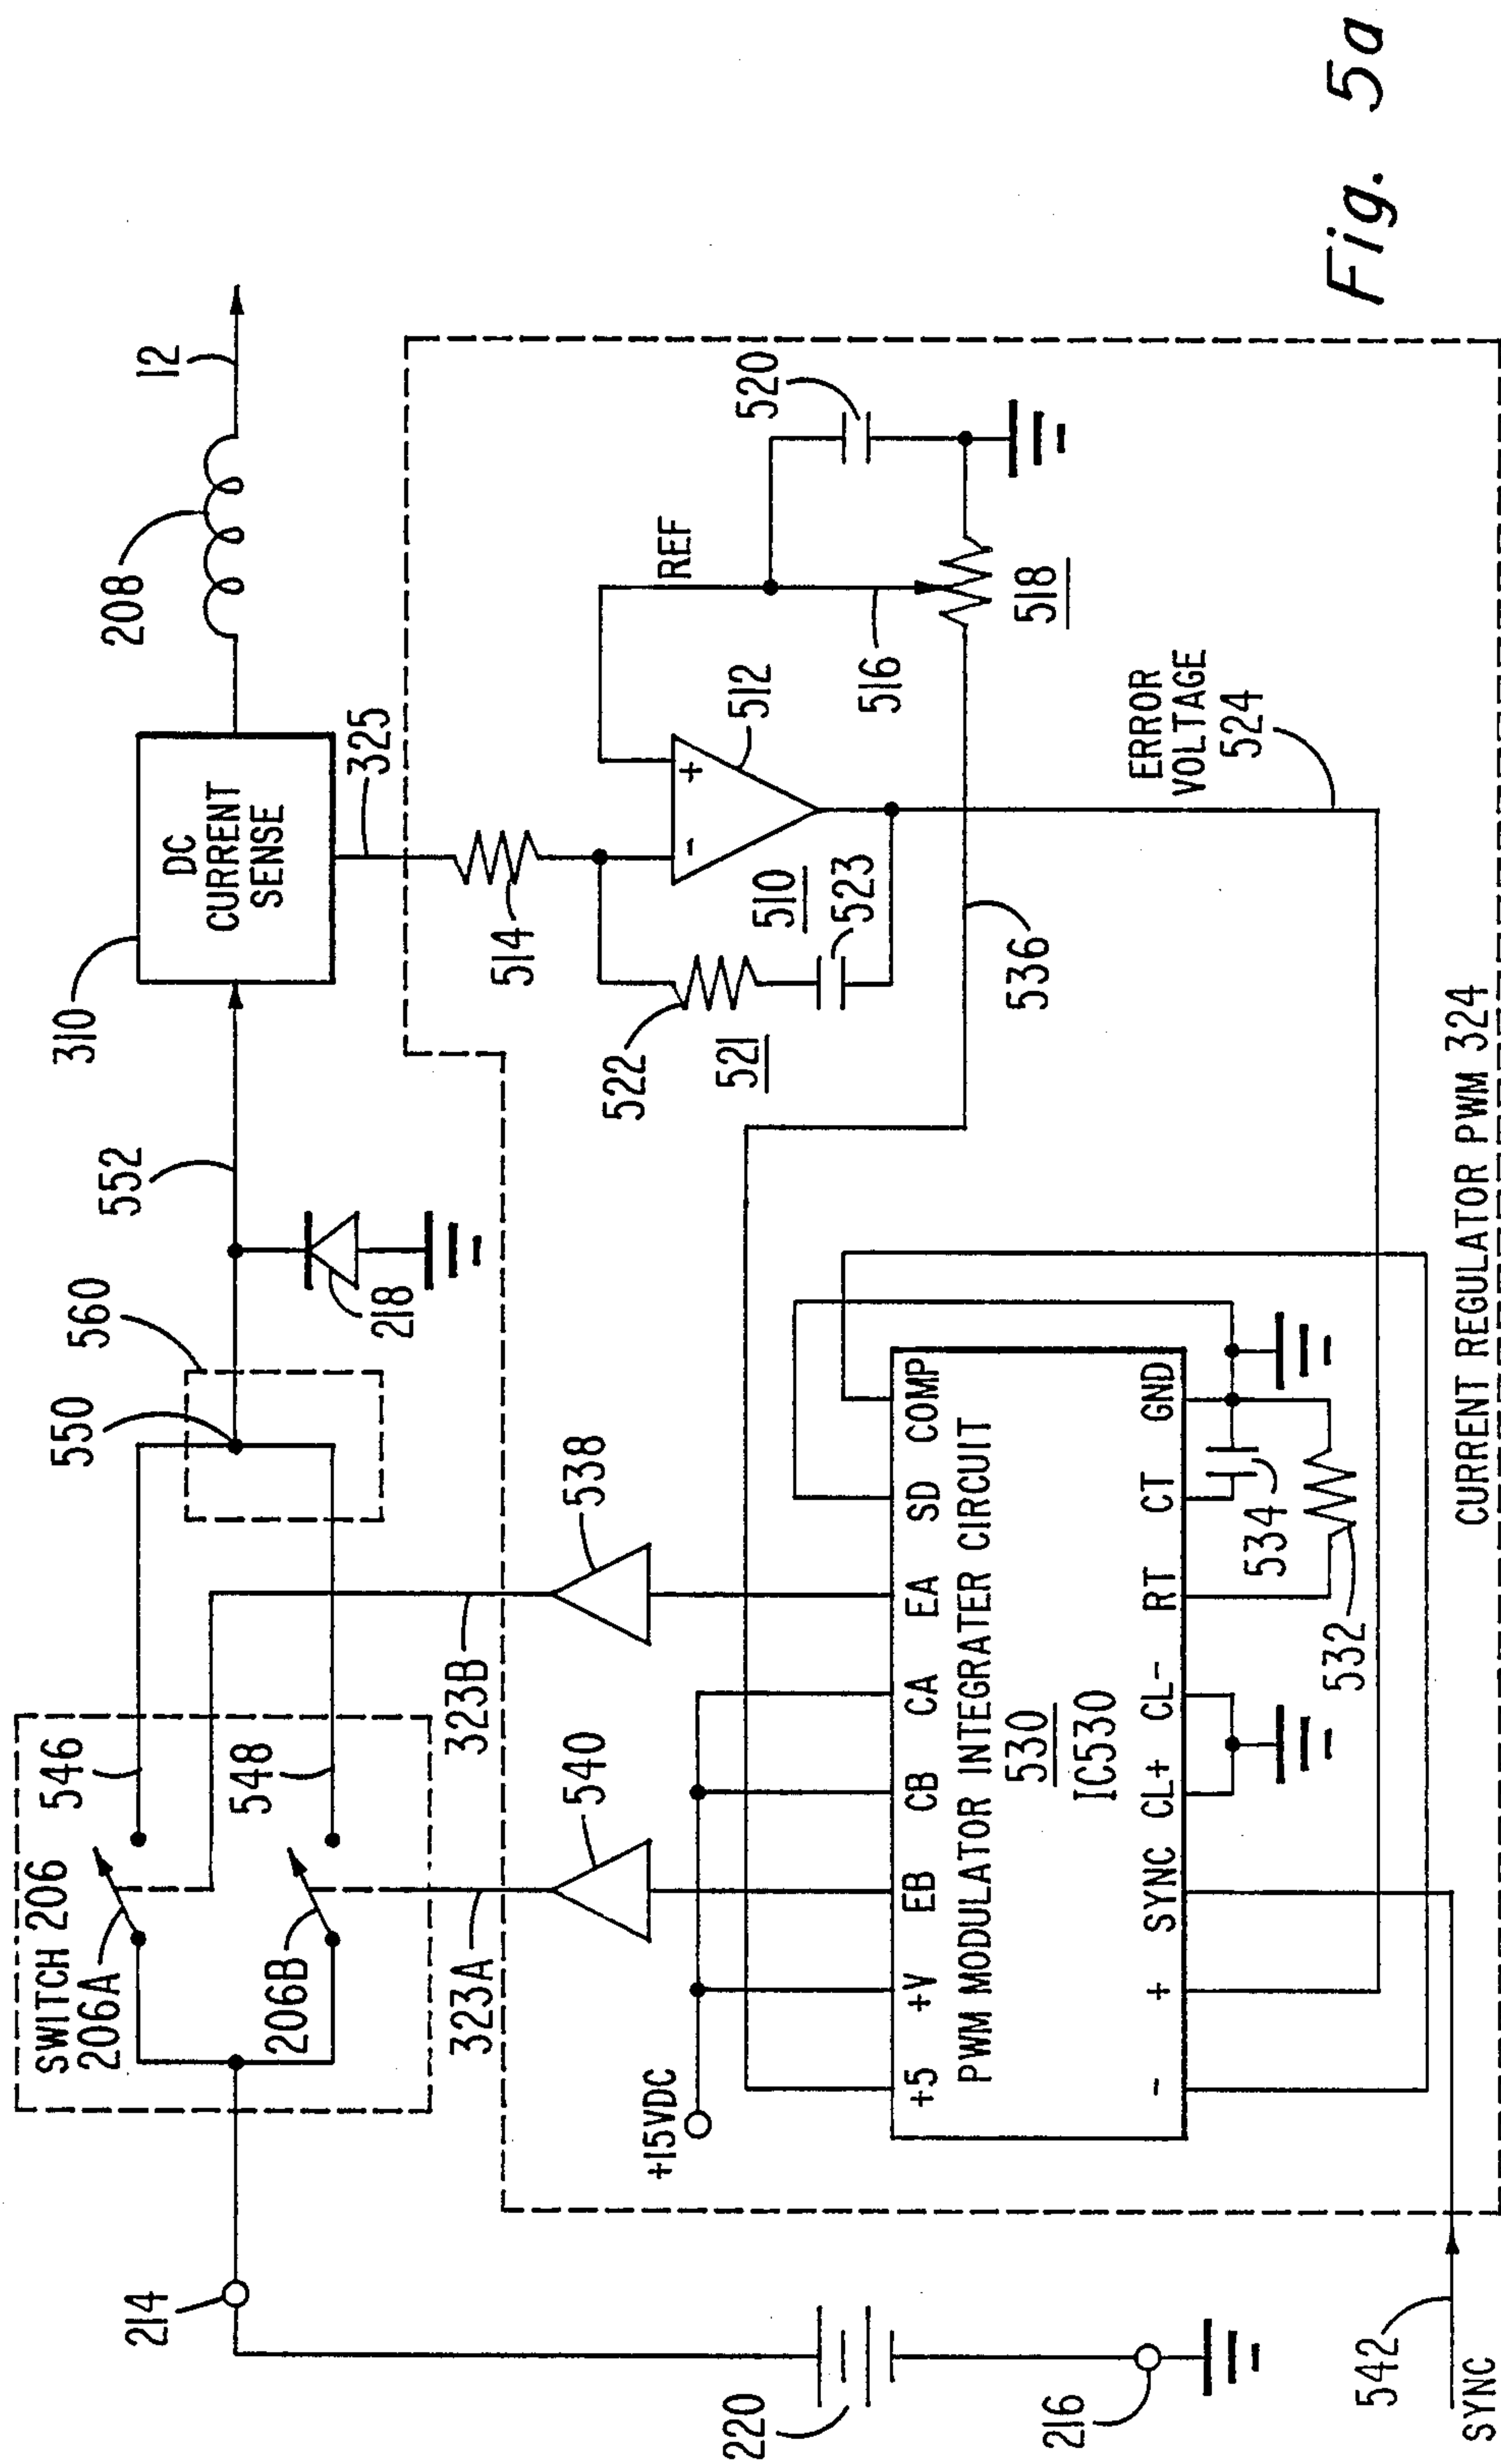 Fig. 5a
SWITCH 206
206A
206B
546
548
550
560
552
218
310
DC
CURRENT
SENSE
325
208
12
214
220
216
323A
323B
540
538
514
522
521
523
510
512
REF
516
518
520
536
ERROR
VOLTAGE
524
+15VDC
+5
+V
EB
CB
CA
EA
SD
COMP
PWM MODULATOR INTEGRATER CIRCUIT
530
IC530
-
+
SYNC
CL+
CL-
RT
CT
GND
534
532
542
SYNC
CURRENT REGULATOR PWM 324
+
-